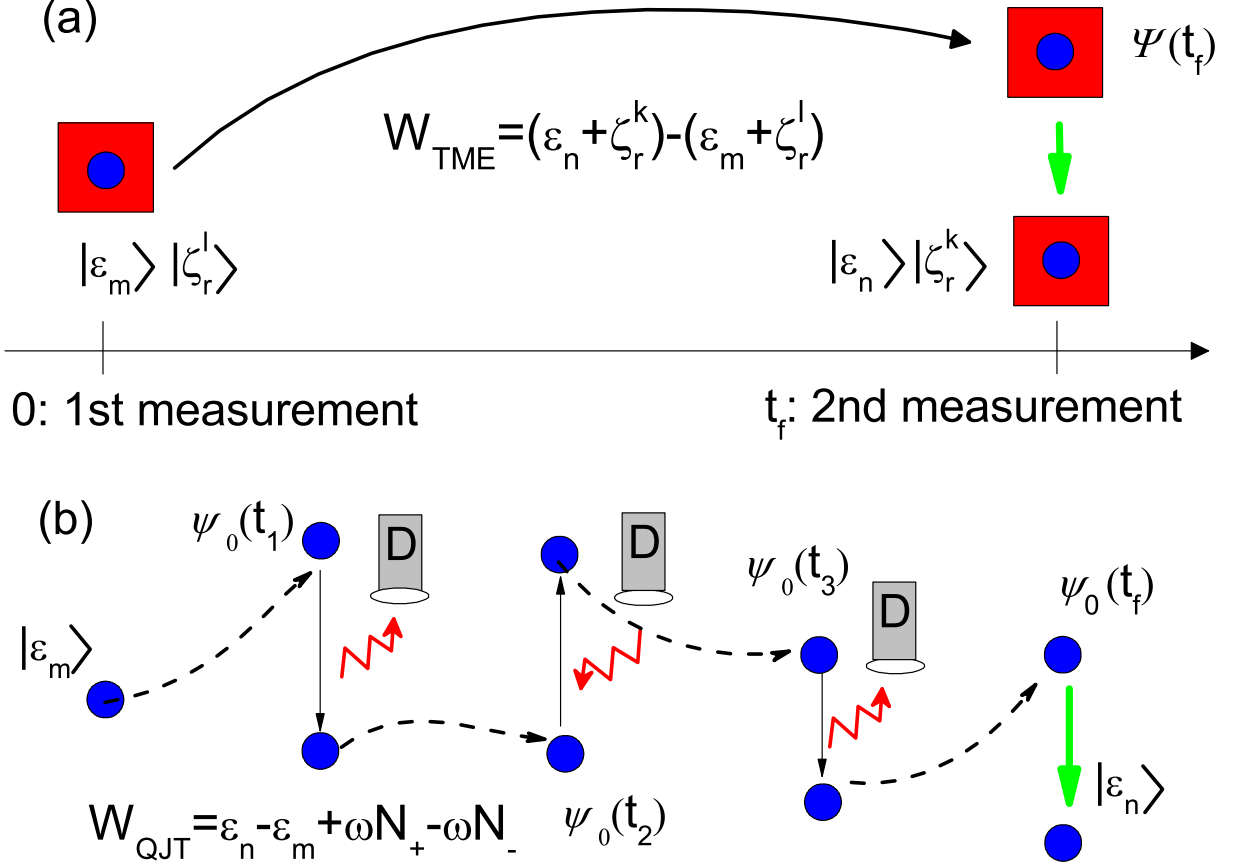 (a)
Ψ(t_f)
W_TME=(ε_n+ζ_r^k)-(ε_m+ζ_r^l)
|ε_m⟩ |ζ_r^l⟩
|ε_n⟩|ζ_r^k⟩
0: 1st measurement
t_f: 2nd measurement
(b)
ψ_0(t_1)
D
D
ψ_0(t_3)
D
ψ_0(t_f)
|ε_m⟩
|ε_n⟩
W_QJT=ε_n-ε_m+ωN_+-ωN_-
ψ_0(t_2)